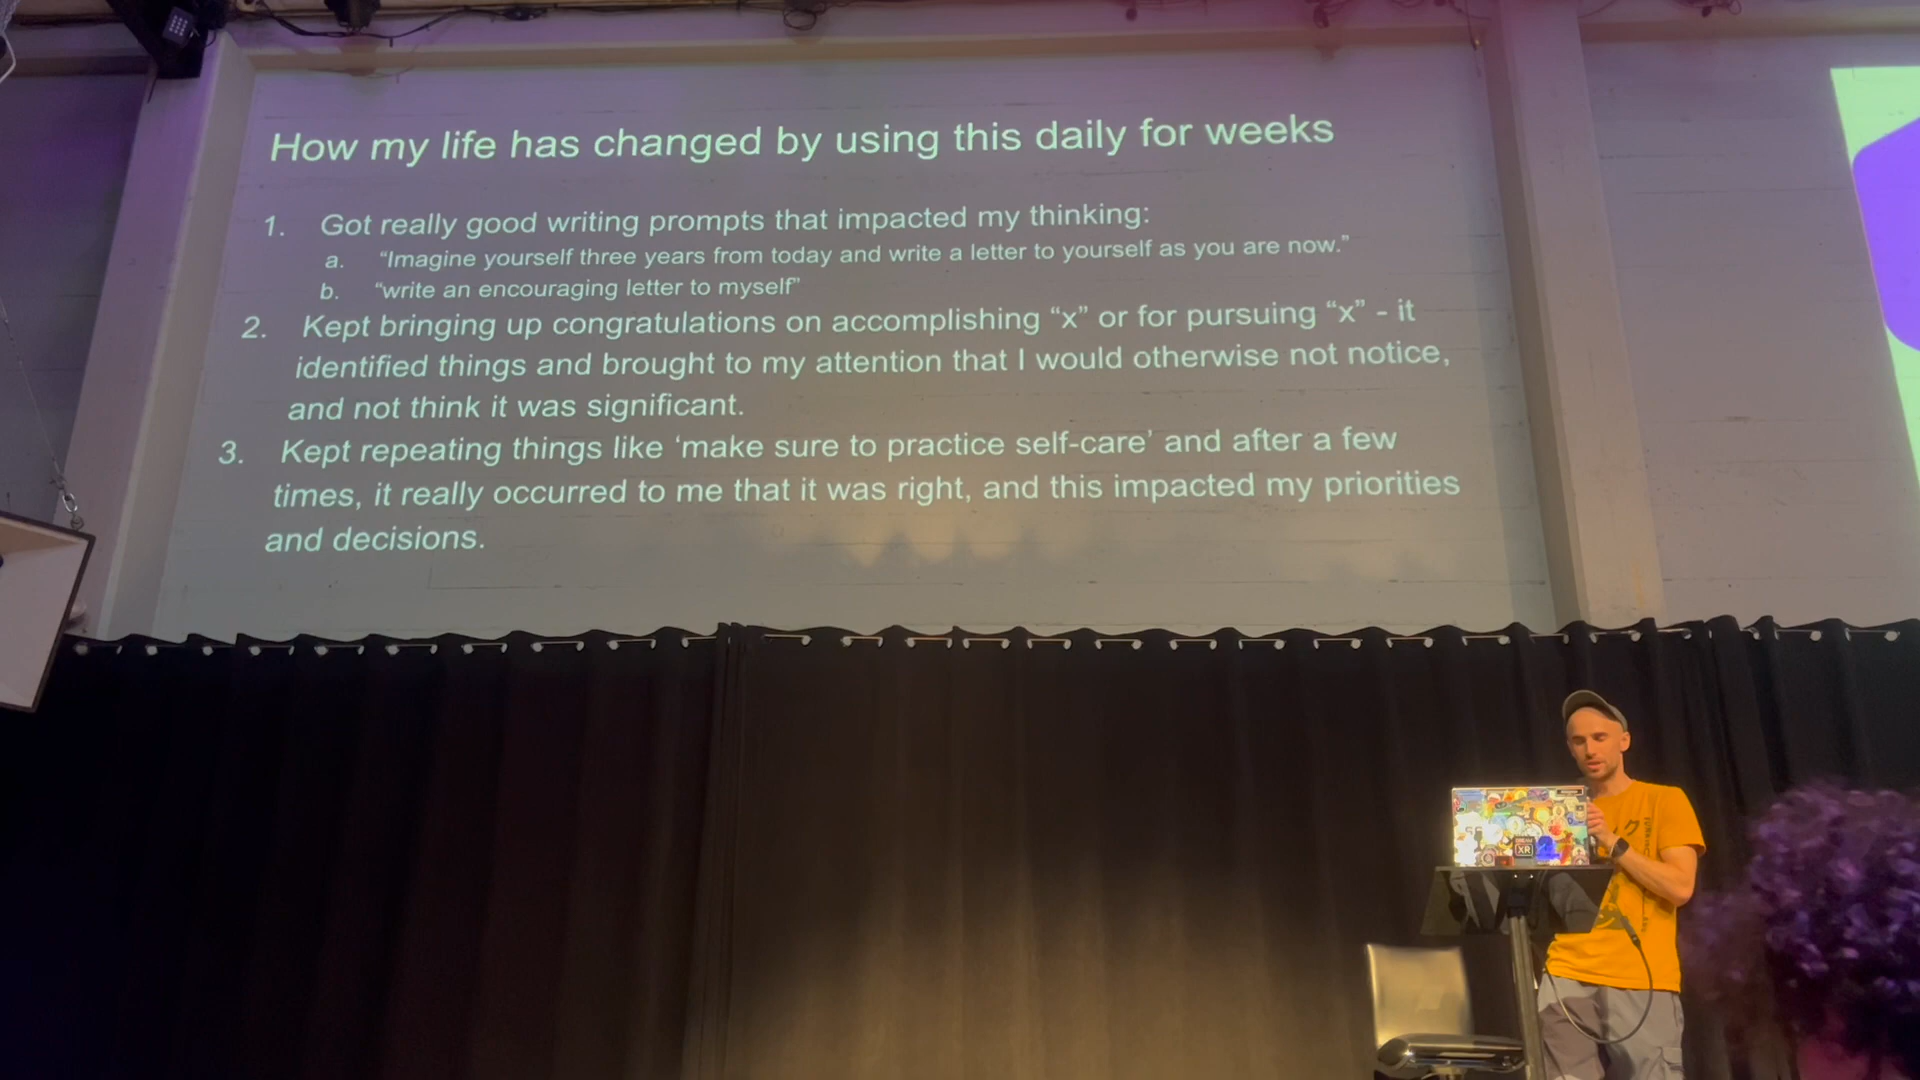 How my life has changed by using this daily for weeks
1. Got really good writing prompts that impacted my thinking:
a. “Imagine yourself three years from today and write a letter to yourself as you are now.”
b. “write an encouraging letter to myself”
2. Kept bringing up congratulations on accomplishing “x” or for pursuing “x” - it
identified things and brought to my attention that I would otherwise not notice,
and not think it was significant.
3. Kept repeating things like ‘make sure to practice self-care’ and after a few
times, it really occurred to me that it was right, and this impacted my priorities
and decisions.
XR